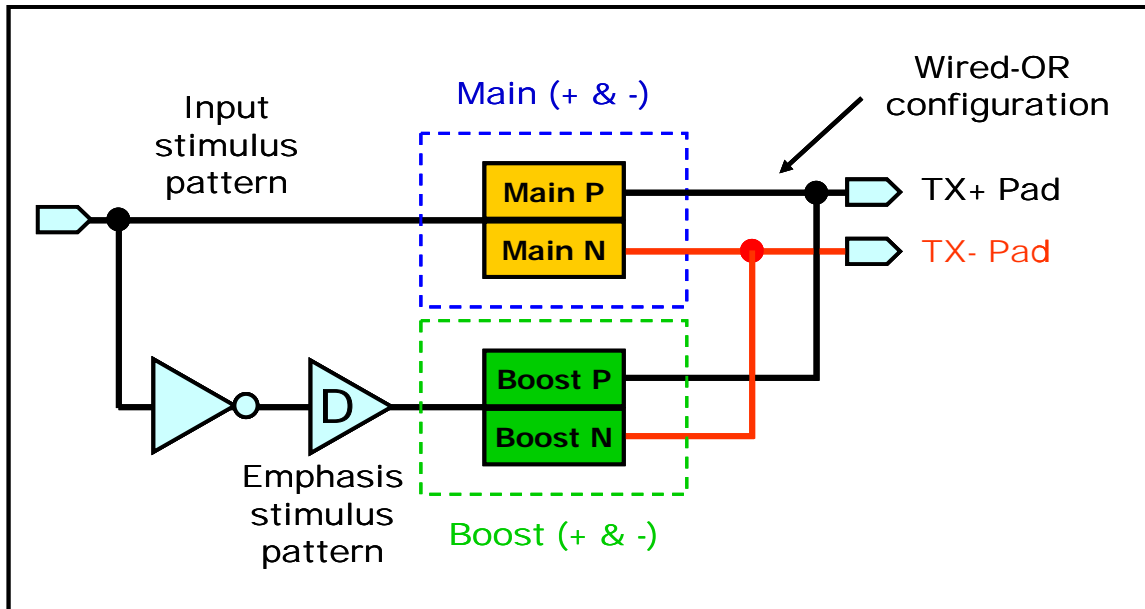 Wired-OR
configuration
Main (+ & -)
Input
stimulus
pattern
Main P
TX+ Pad
Main N
TX- Pad
Boost P
D
Boost N
Emphasis
stimulus
pattern
Boost (+ & -)